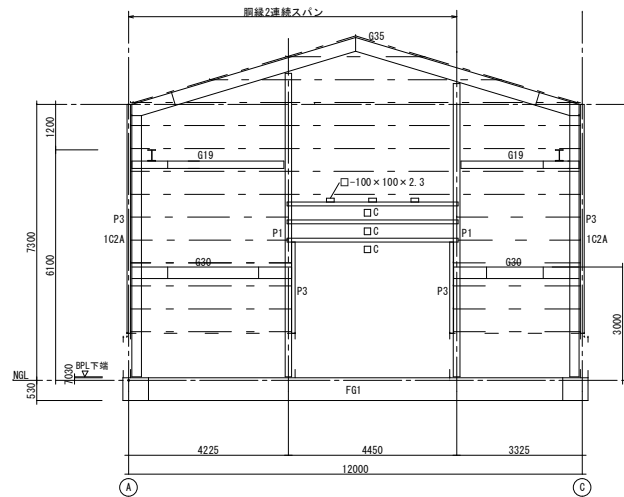 胴縁2連続スパン
G35
1200
G19
G19
□-100×100×2.3
□C
P3
P3
7300
1C2A
P1
□C
P1
1C2A
6100
□C
G30
G30
P3
P3
3000
BPL下端
NGL
7030
530
FG1
4225
4450
3325
12000
A
C